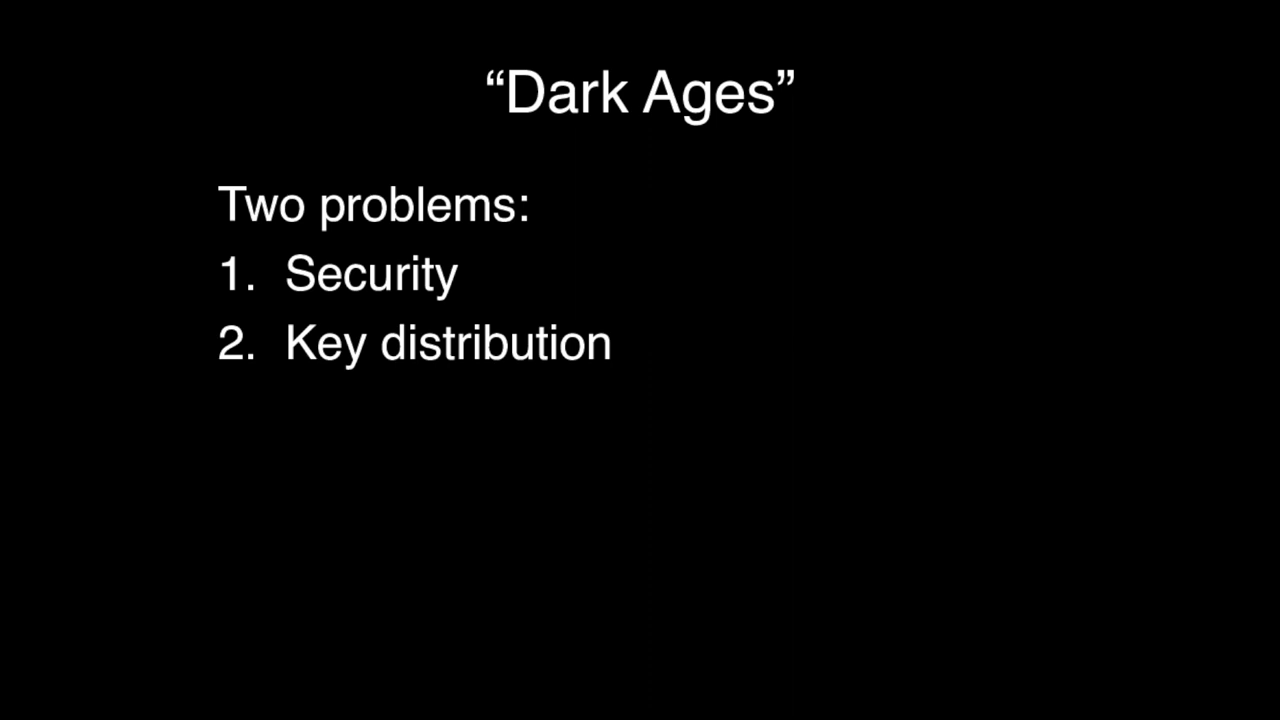 “Dark Ages”
Two problems:
1. Security
2. Key distribution